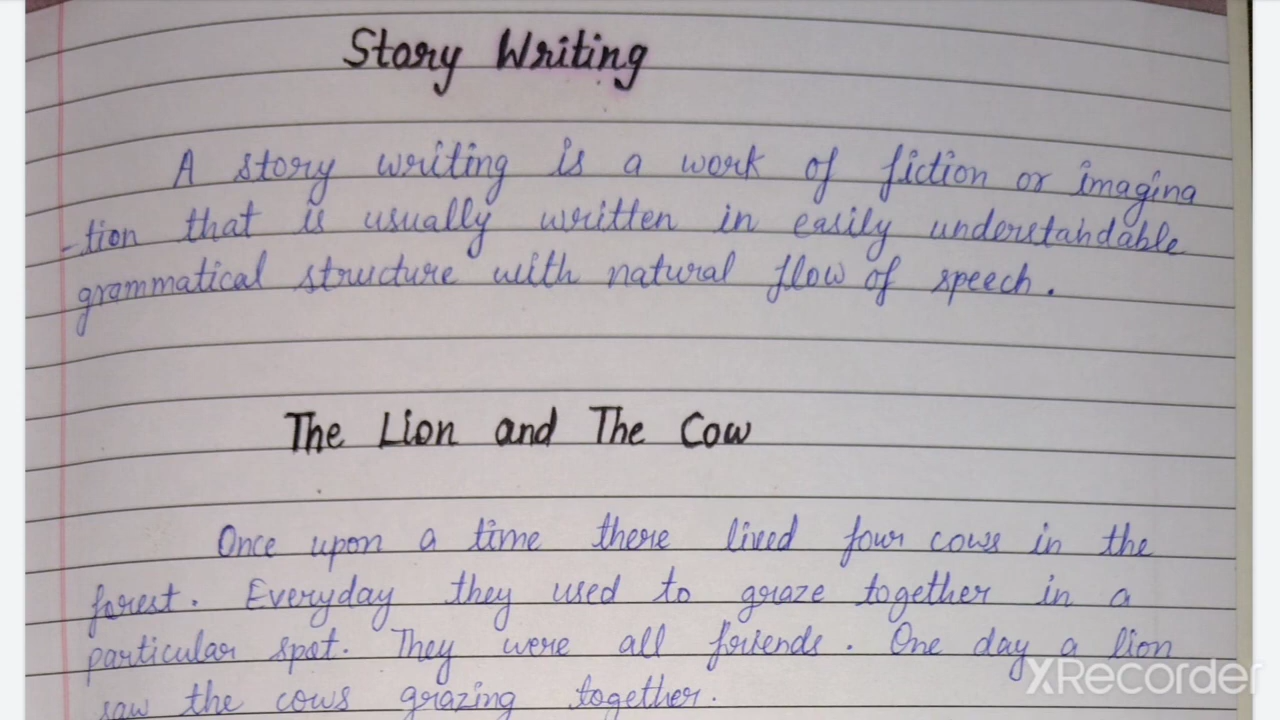 Story Writing
A story writing is a work of fiction or imagina
-tion that is usually written in easily understandable
grammatical structure with natural flow of speech.
The Lion and The Cow
Once upon a time there lived four cows in the
forest. Everyday they used to graze together in a
particular spot. They were all friends. One day a lion
saw the cows grazing together.
XRecorder